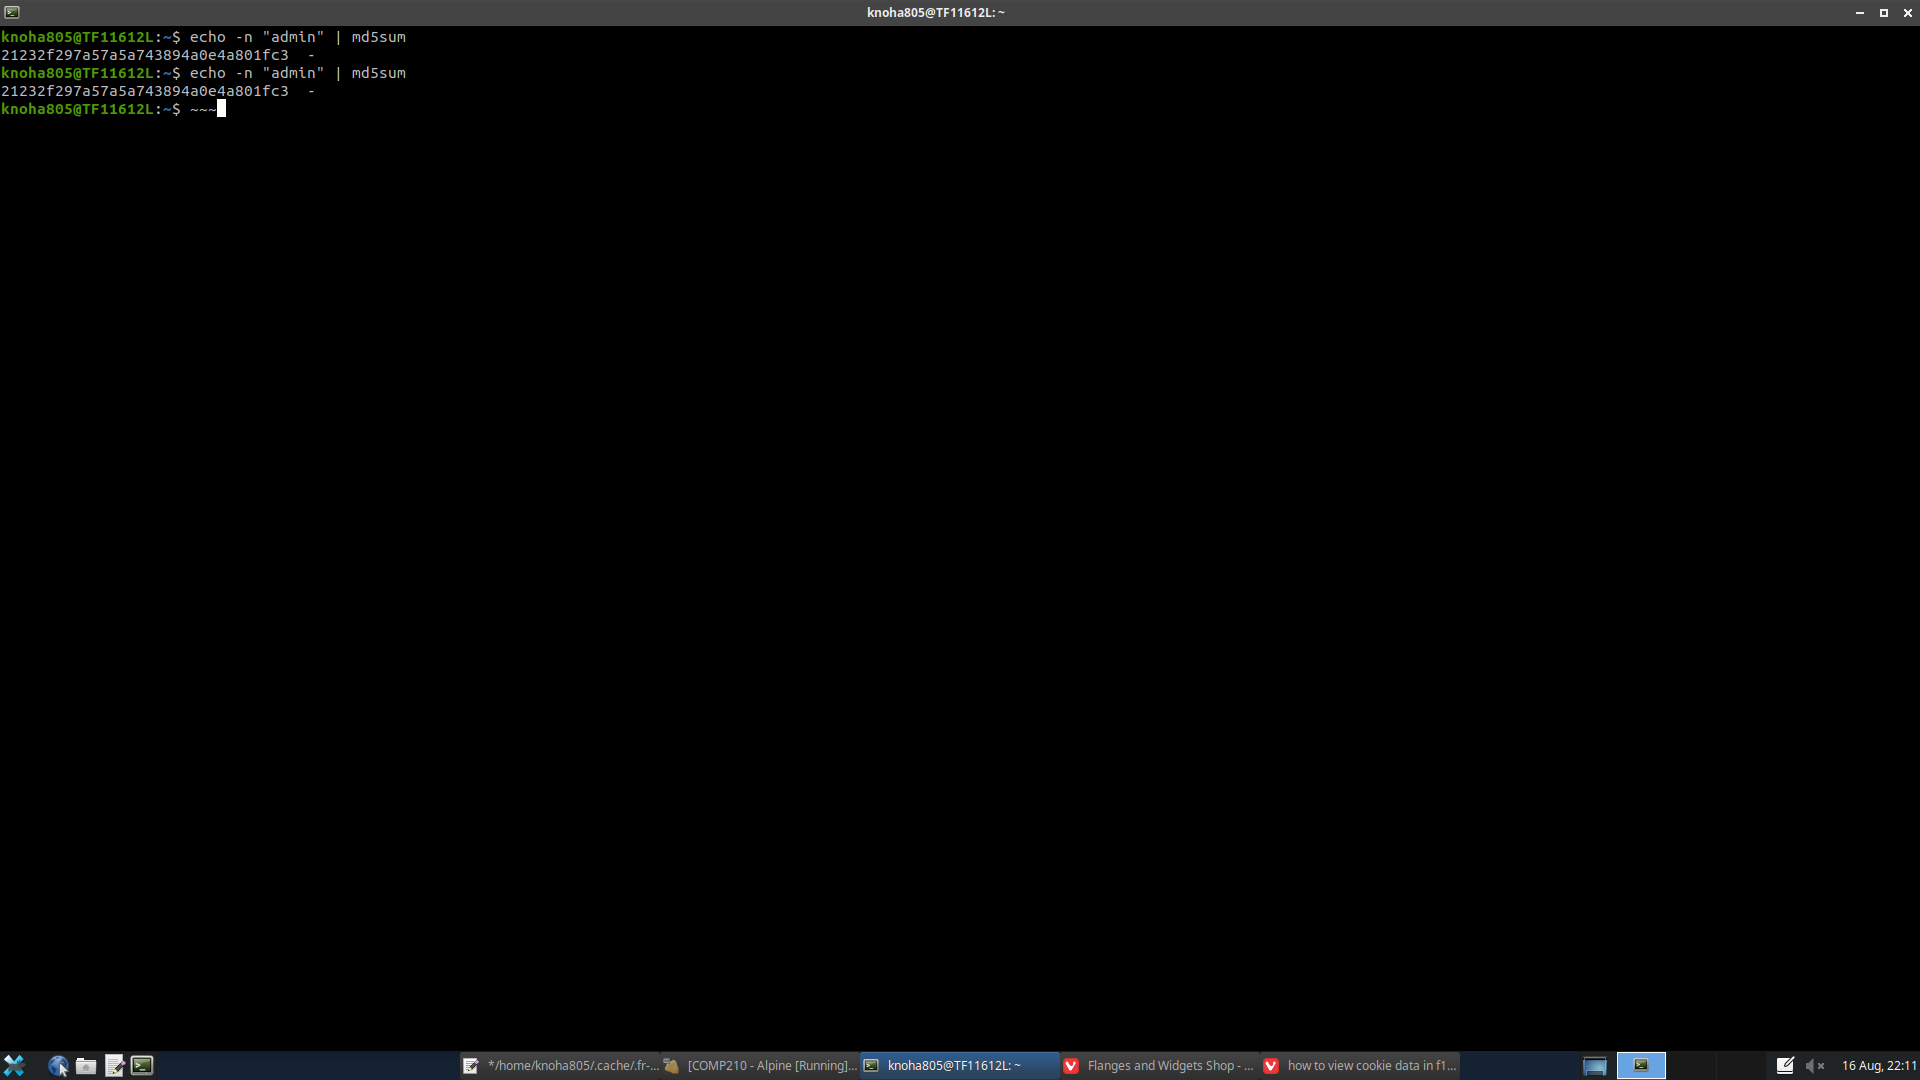 knoha805@TF11612L: ~
knoha805@TF11612L:~$ echo -n "admin" | md5sum
21232f297a57a5a743894a0e4a801fc3  -
knoha805@TF11612L:~$ echo -n "admin" | md5sum
21232f297a57a5a743894a0e4a801fc3  -
knoha805@TF11612L:~$ ~~~
*/home/knoha805/.cache/.fr-...
[COMP210 - Alpine [Running]...
knoha805@TF11612L: ~
Flanges and Widgets Shop - ...
how to view cookie data in f1...
16 Aug, 22:11